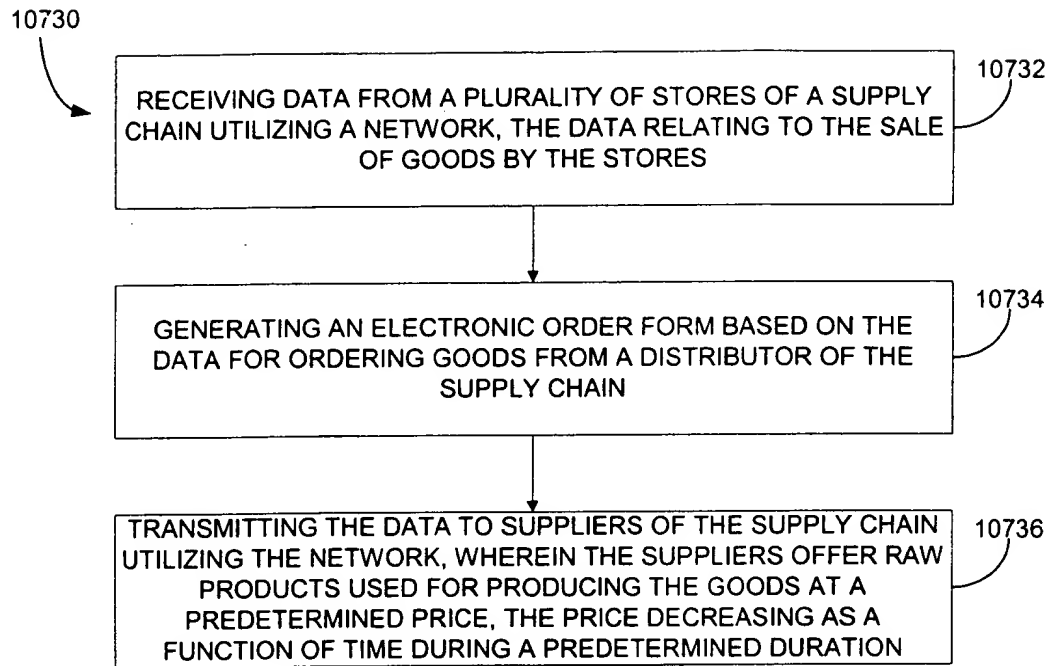 10730
10732
RECEIVING DATA FROM A PLURALITY OF STORES OF A SUPPLY
CHAIN UTILIZING A NETWORK, THE DATA RELATING TO THE SALE
OF GOODS BY THE STORES
10734
GENERATING AN ELECTRONIC ORDER FORM BASED ON THE
DATA FOR ORDERING GOODS FROM A DISTRIBUTOR OF THE
SUPPLY CHAIN
10736
TRANSMITTING THE DATA TO SUPPLIERS OF THE SUPPLY CHAIN
UTILIZING THE NETWORK, WHEREIN THE SUPPLIERS OFFER RAW
PRODUCTS USED FOR PRODUCING THE GOODS AT A
PREDETERMINED PRICE, THE PRICE DECREASING AS A
FUNCTION OF TIME DURING A PREDETERMINED DURATION